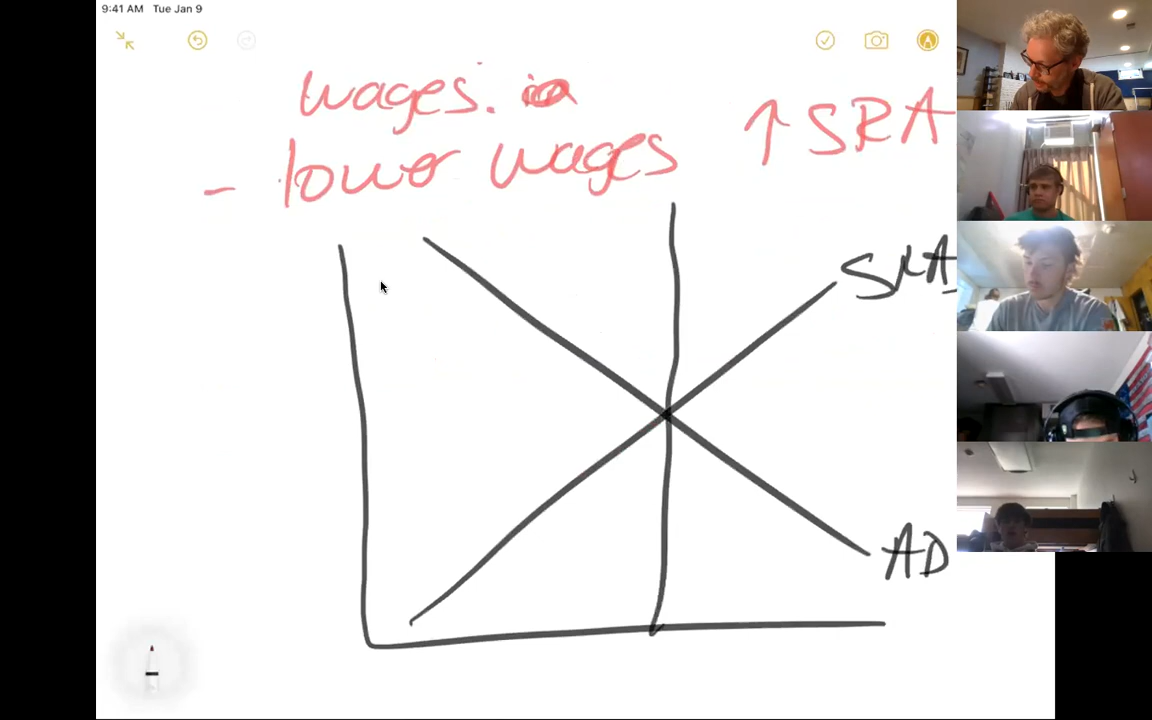 9:41 AM Tue Jan 9
wages.
- lower wages
↑ SRA
SRA
AD